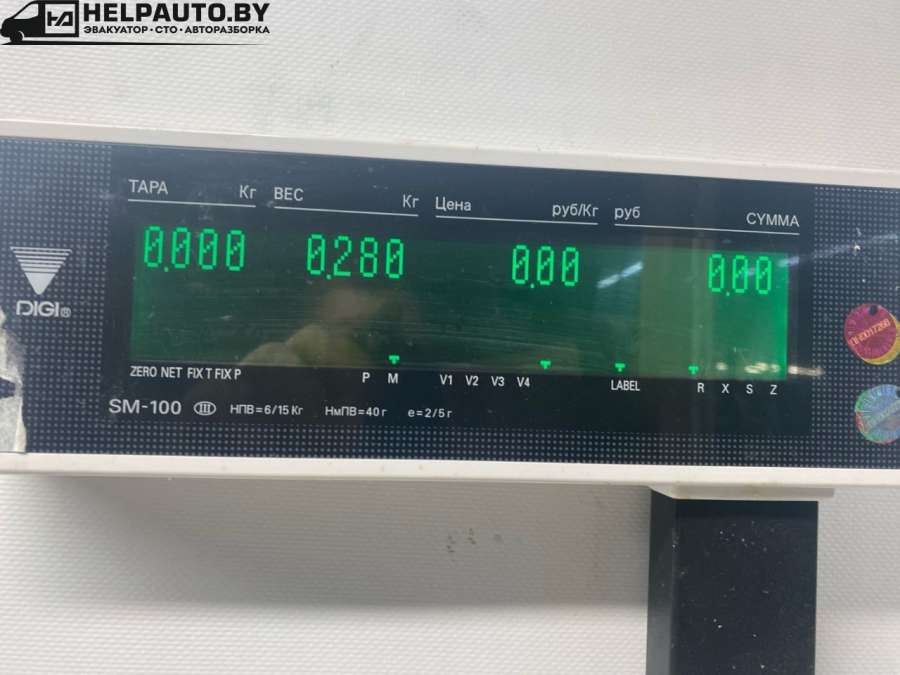 HELPAUTO.BY
ЭВАКУАТОР • СТО • АВТОРАЗБОРКА
ТАРА Кг ВЕС Кг Цена руб/Кг руб СУММА
0.000 0.280 0.00 0.00
DIGI®
ZERO NET FIX T FIX P P M V1 V2 V3 V4 LABEL R X S Z
SM-100 III НПВ=6/15 Кг НмПВ=40 г е=2/5 г